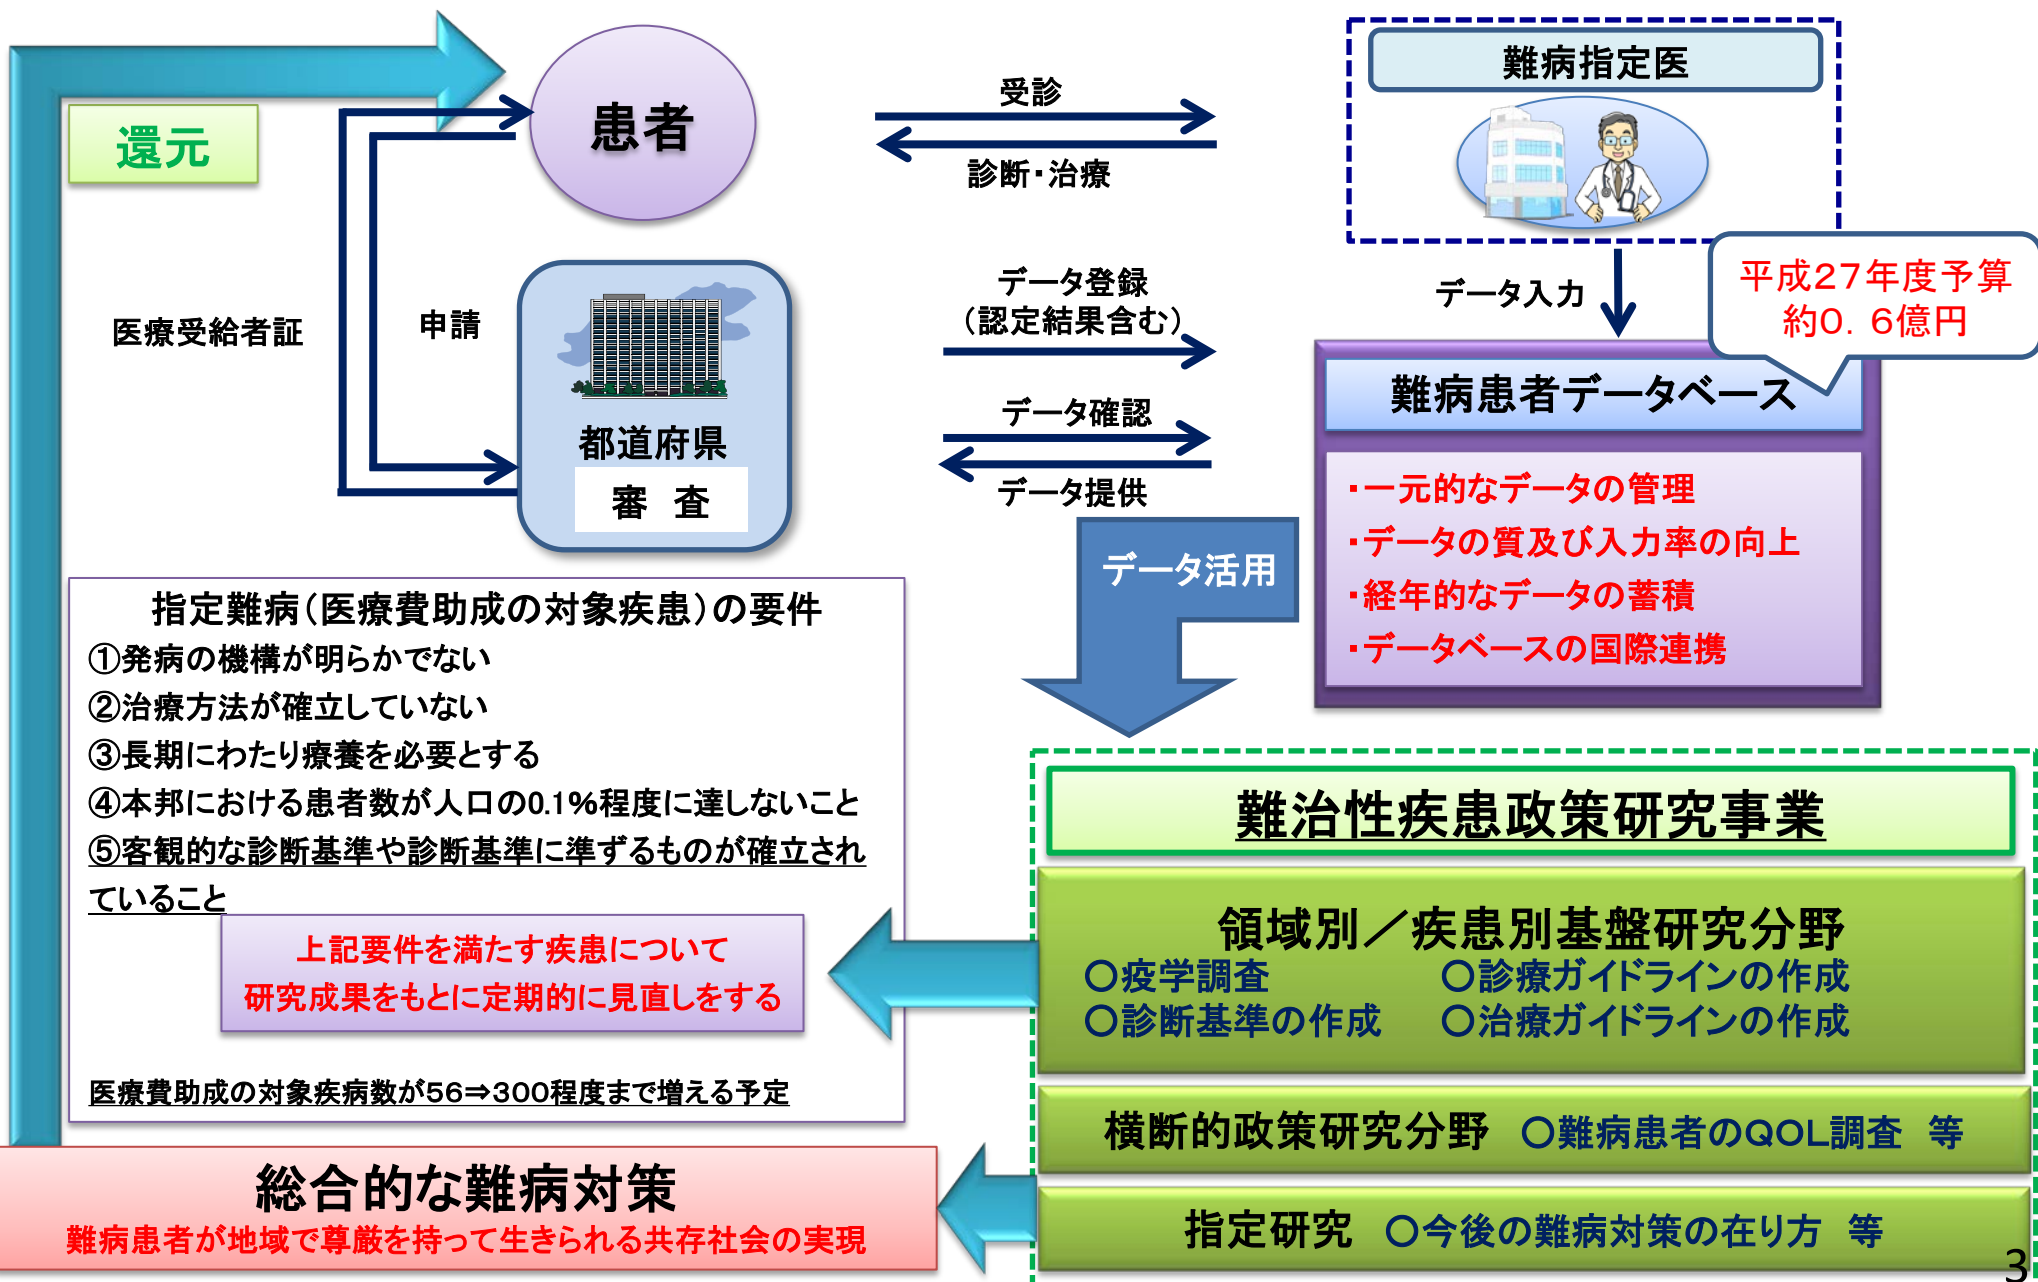 還元
患者
受診
診断・治療
難病指定医
医療受給者証
申請
都道府県
審　査
データ登録
（認定結果含む）
データ確認
データ提供
データ入力
平成27年度予算
約0．6億円
難病患者データベース
・一元的なデータの管理
・データの質及び入力率の向上
・経年的なデータの蓄積
・データベースの国際連携
データ活用
指定難病（医療費助成の対象疾患）の要件
①発病の機構が明らかでない
②治療方法が確立していない
③長期にわたり療養を必要とする
④本邦における患者数が人口の0.1％程度に達しないこと
⑤客観的な診断基準や診断基準に準ずるものが確立され
ていること
上記要件を満たす疾患について
研究成果をもとに定期的に見直しをする
医療費助成の対象疾病数が56⇒300程度まで増える予定
難治性疾患政策研究事業
領域別／疾患別基盤研究分野
○疫学調査　○診療ガイドラインの作成
○診断基準の作成　○治療ガイドラインの作成
横断的政策研究分野　○難病患者のQOL調査　等
指定研究　○今後の難病対策の在り方　等
総合的な難病対策
難病患者が地域で尊厳を持って生きられる共存社会の実現
3